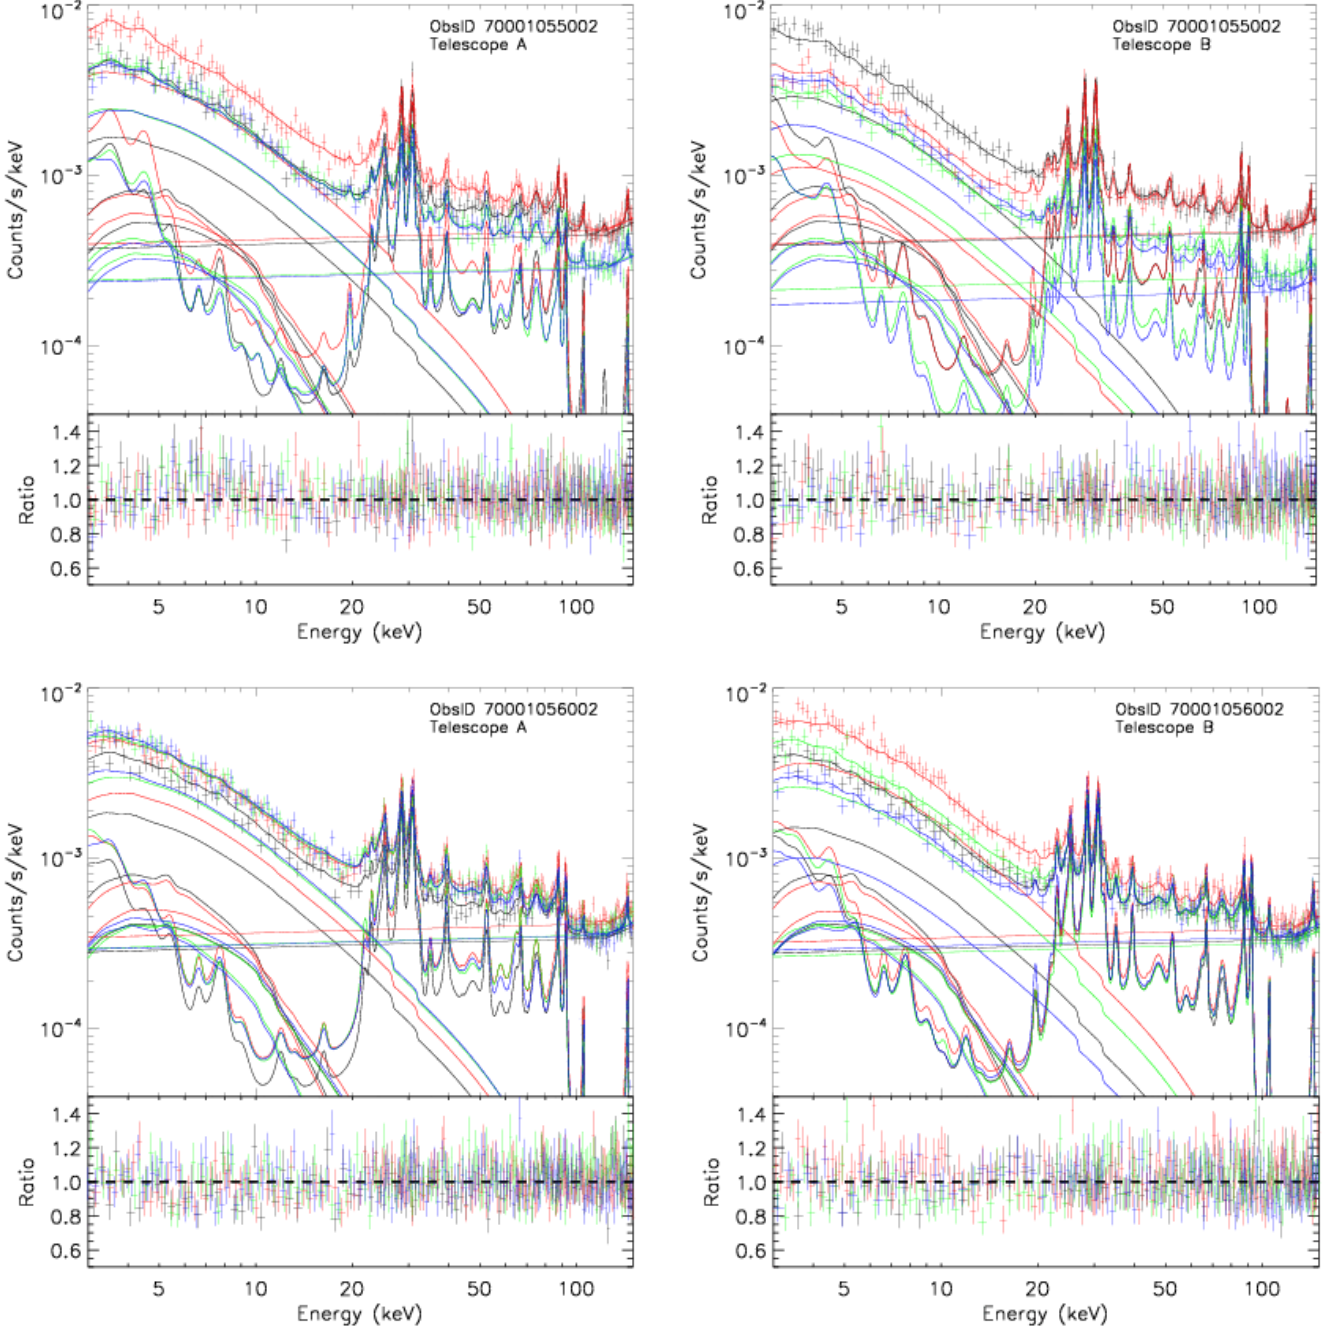 ObsID 70001055002
Telescope A
10⁻²
10⁻³
10⁻⁴
Counts/s/keV
1.4
1.2
1.0
0.8
0.6
Ratio
5 10 20 50 100
Energy (keV)
ObsID 70001055002
Telescope B
10⁻²
10⁻³
10⁻⁴
Counts/s/keV
1.4
1.2
1.0
0.8
0.6
Ratio
5 10 20 50 100
Energy (keV)
ObsID 70001056002
Telescope A
10⁻²
10⁻³
10⁻⁴
Counts/s/keV
1.4
1.2
1.0
0.8
0.6
Ratio
5 10 20 50 100
Energy (keV)
ObsID 70001056002
Telescope B
10⁻²
10⁻³
10⁻⁴
Counts/s/keV
1.4
1.2
1.0
0.8
0.6
Ratio
5 10 20 50 100
Energy (keV)